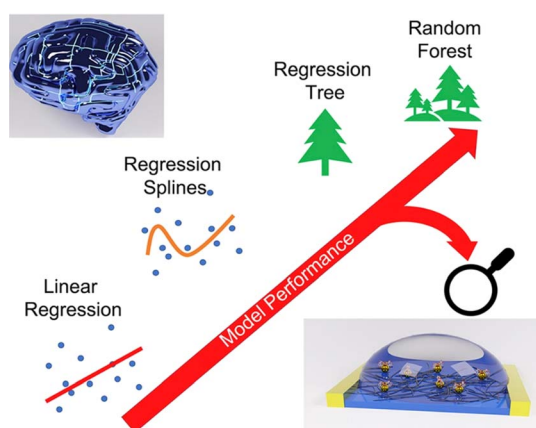 Random
Forest
Regression
Tree
Regression
Splines
Linear
Regression
Model Performance